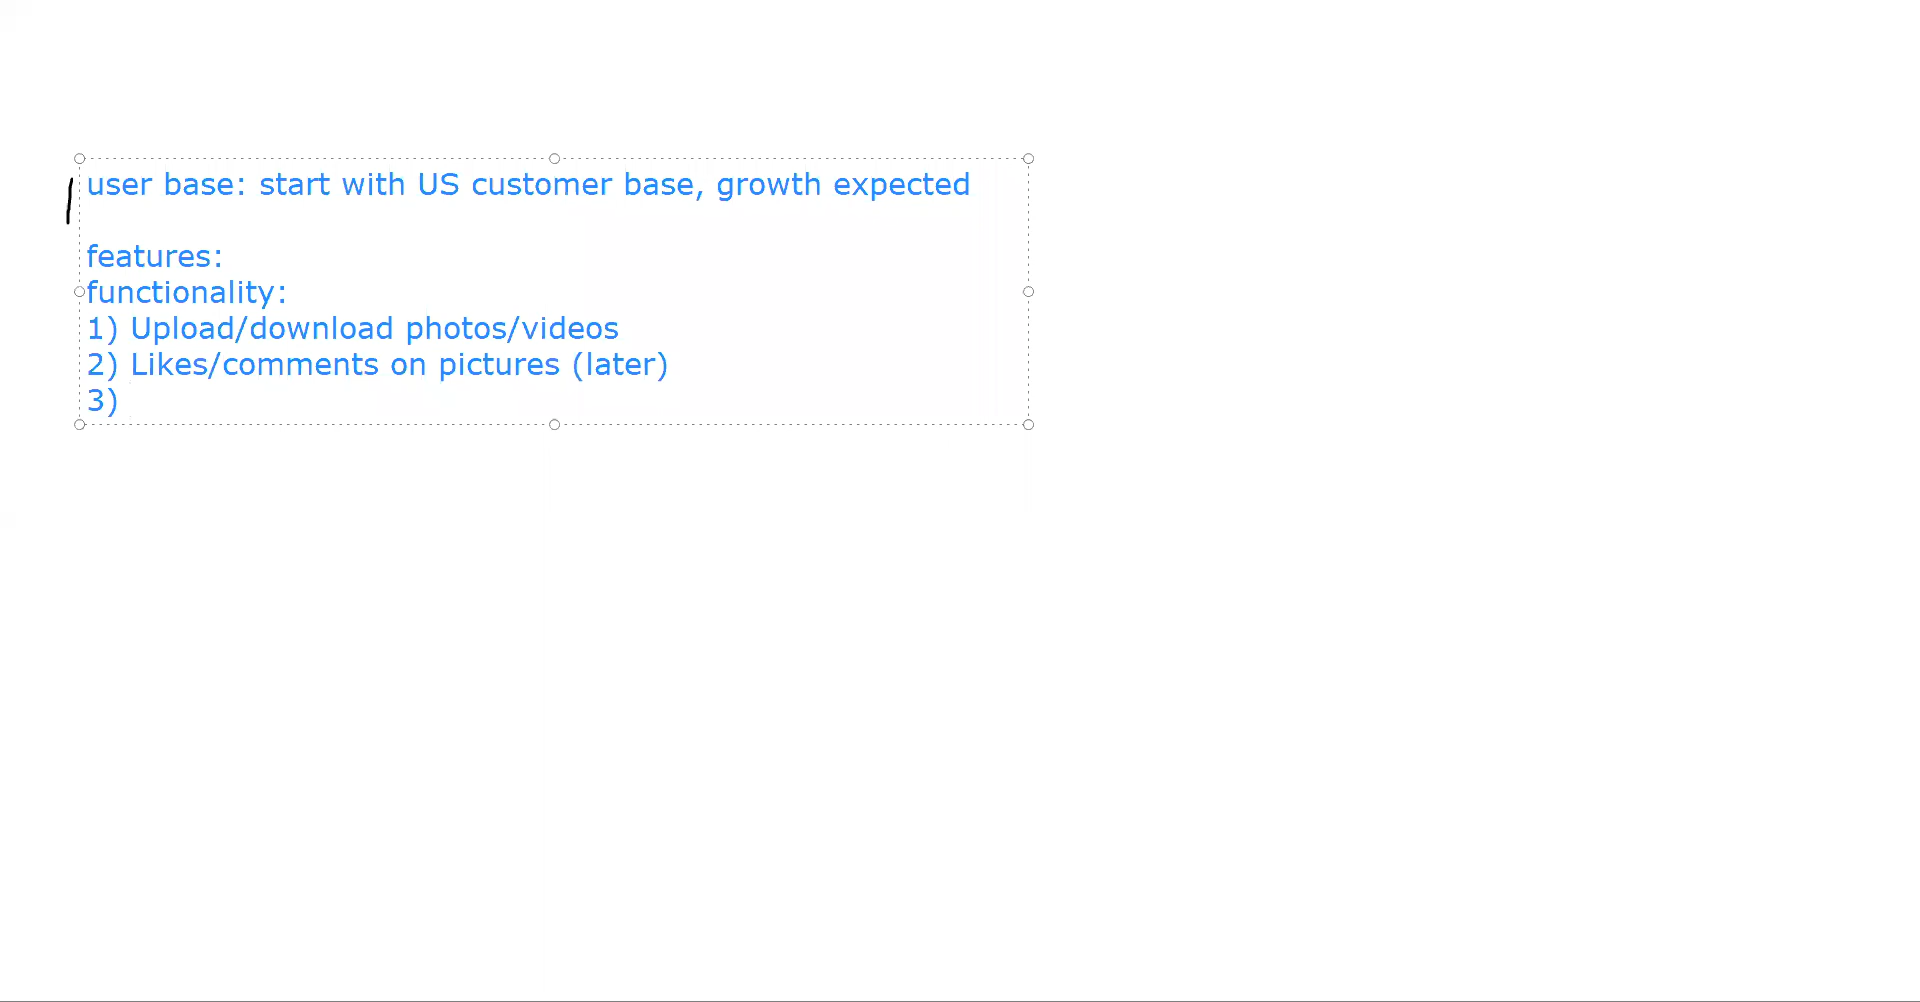 user base: start with US customer base, growth expected
features:
functionality:
1) Upload/download photos/videos
2) Likes/comments on pictures (later)
3)